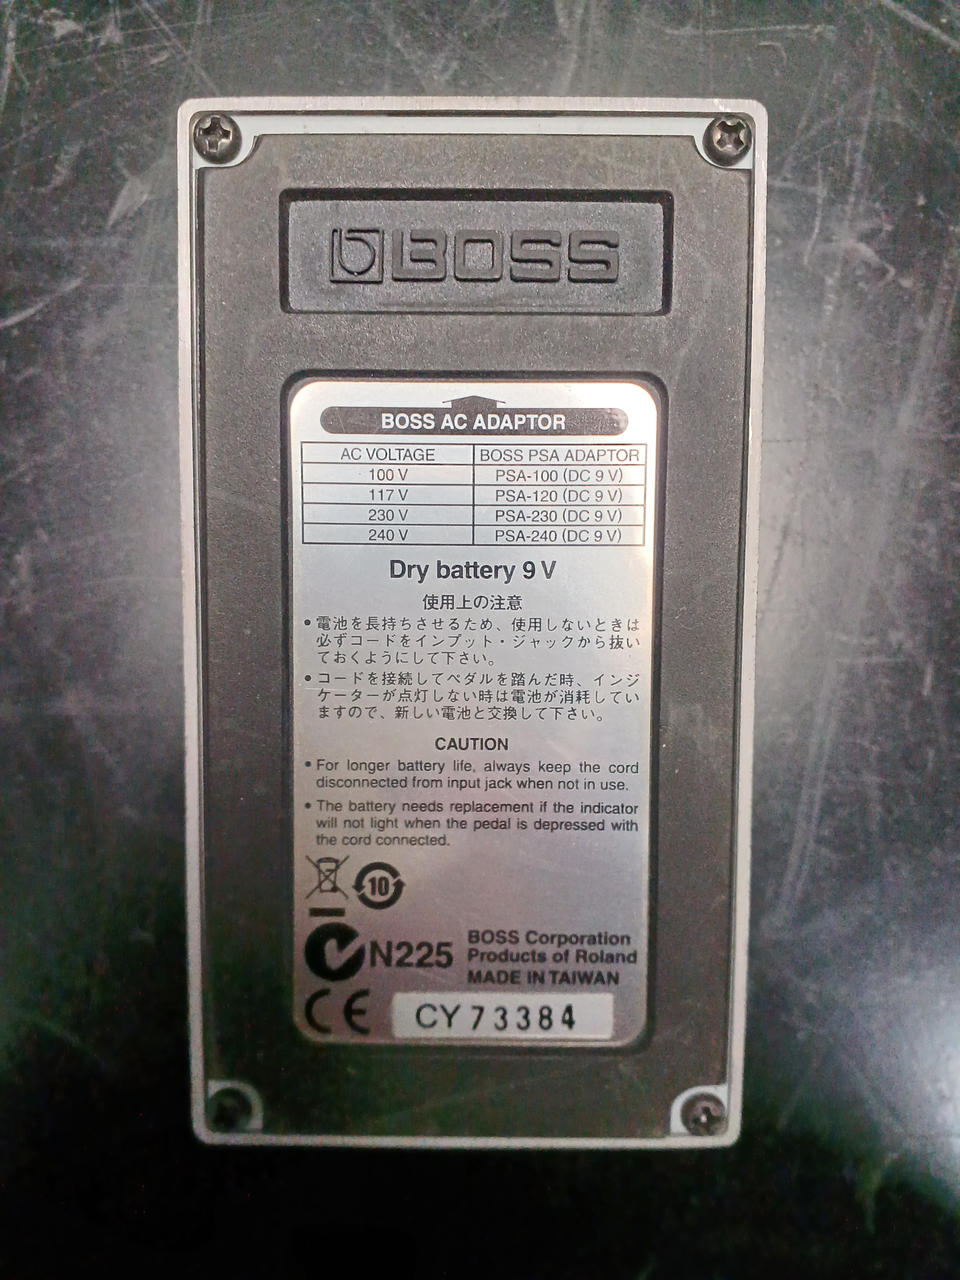 BOSS
BOSS AC ADAPTOR
AC VOLTAGE BOSS PSA ADAPTOR
100 V PSA-100 (DC 9 V)
117 V PSA-120 (DC 9 V)
230 V PSA-230 (DC 9 V)
240 V PSA-240 (DC 9 V)
Dry battery 9 V
使用上の注意
● 電池を長持ちさせるため、使用しないときは
必ずコードをインプット・ジャックから抜い
ておくようにして下さい。
● コードを接続してペダルを踏んだ時、インジ
ケーターが点灯しない時は電池が消耗してい
ますので、新しい電池と交換して下さい。
CAUTION
● For longer battery life, always keep the cord
disconnected from input jack when not in use.
● The battery needs replacement if the indicator
will not light when the pedal is depressed with
the cord connected.
10
N225
BOSS Corporation
Products of Roland
MADE IN TAIWAN
CE
CY73384